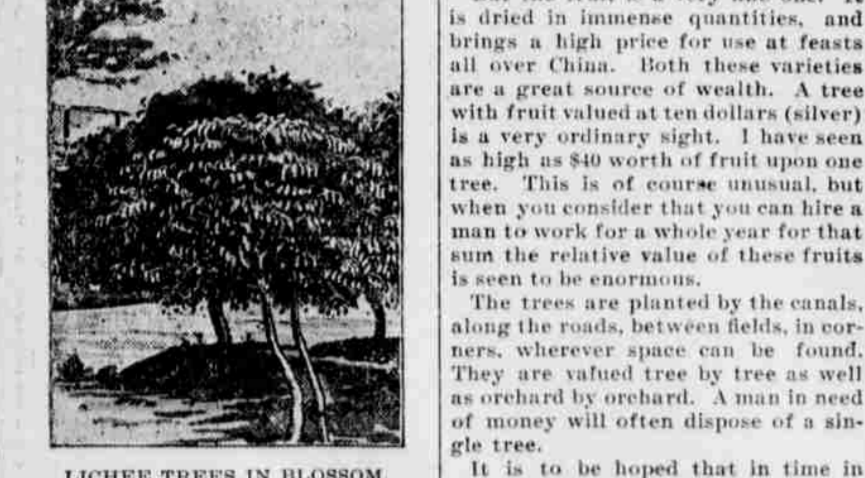 LICHEE TREES IN BLOSSOM
is dried in immense quantities, and
brings a high price for use at feasts
all over China. Both these varieties
are a great source of wealth. A tree
with fruit valued at ten dollars (silver)
is a very ordinary sight. I have seen
as high as $40 worth of fruit upon one
tree. This is of course unusual, but
when you consider that you can hire a
man to work for a whole year for that
sum the relative value of these fruits
is seen to be enormous.
The trees are planted by the canals,
along the roads, between fields, in cor-
ners, wherever space can be found.
They are valued tree by tree as well
as orchard by orchard. A man in need
of money will often dispose of a sin-
gle tree.
It is to be hoped that in time in